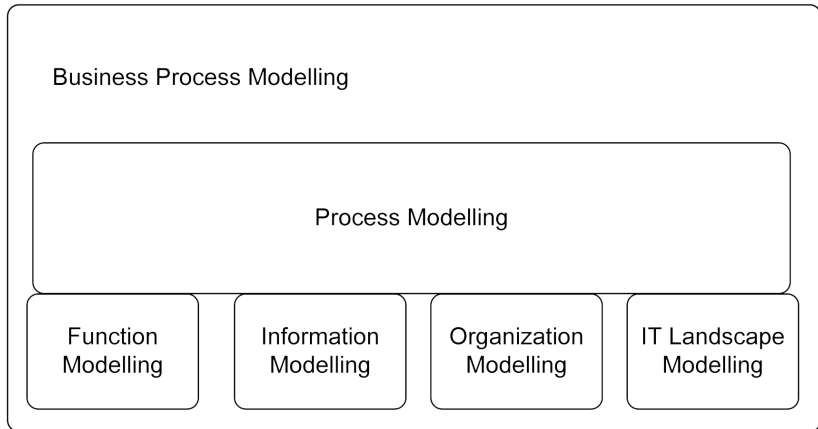 Business Process Modelling
Process Modelling
Function
Modelling
Information
Modelling
Organization
Modelling
IT Landscape
Modelling